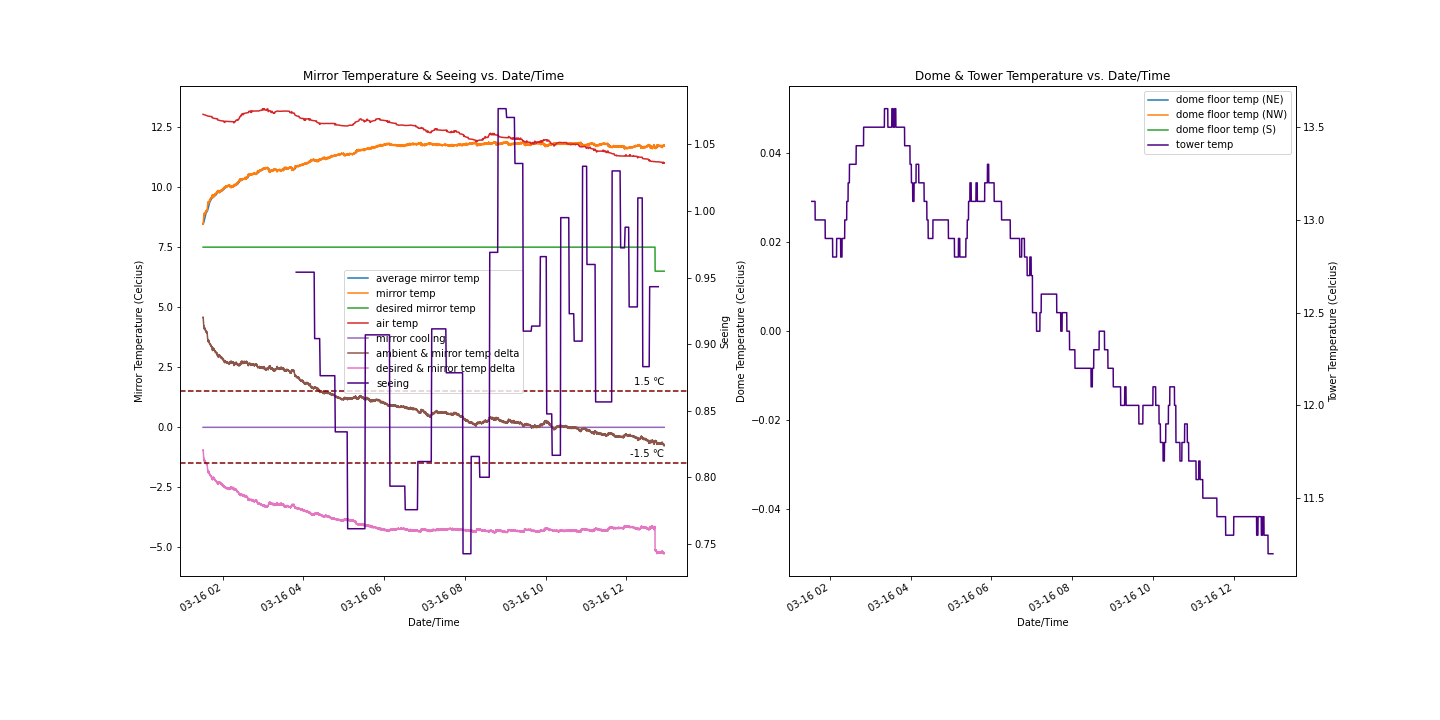 Mirror Temperature & Seeing vs. Date/Time
12.5
10.0
7.5
5.0
2.5
0.0
−2.5
−5.0
Mirror Temperature (Celcius)
average mirror temp
mirror temp
desired mirror temp
air temp
mirror cooling
ambient & mirror temp delta
desired & mirror temp delta
seeing
1.5 °C
-1.5 °C
1.05
1.00
0.95
0.90
0.85
0.80
0.75
Seeing
03-16 02
03-16 04
03-16 06
03-16 08
03-16 10
03-16 12
Date/Time
Dome & Tower Temperature vs. Date/Time
0.04
0.02
0.00
−0.02
−0.04
Dome Temperature (Celcius)
dome floor temp (NE)
dome floor temp (NW)
dome floor temp (S)
tower temp
13.5
13.0
12.5
12.0
11.5
Tower Temperature (Celcius)
03-16 02
03-16 04
03-16 06
03-16 08
03-16 10
03-16 12
Date/Time